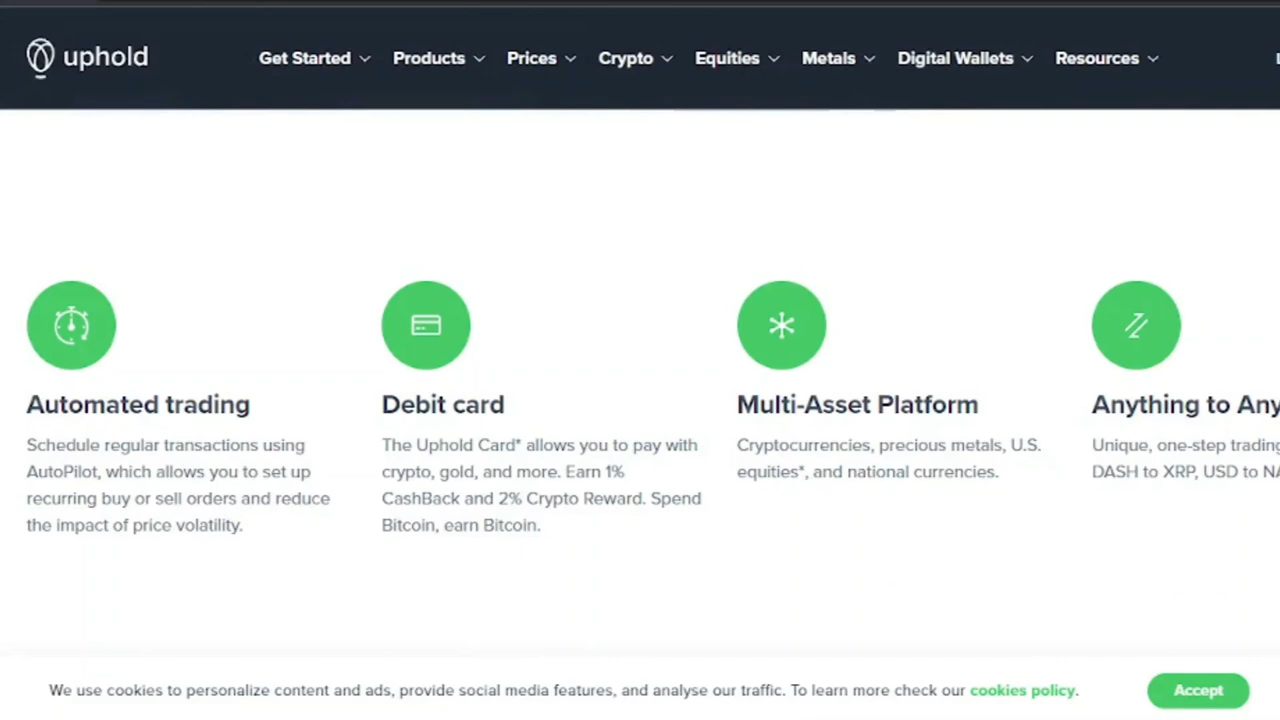 uphold
Get Started Products Prices Crypto Equities Metals Digital Wallets Resources
Automated trading
Schedule regular transactions using
AutoPilot, which allows you to set up
recurring buy or sell orders and reduce
the impact of price volatility.
Debit card
The Uphold Card* allows you to pay with
crypto, gold, and more. Earn 1%
CashBack and 2% Crypto Reward. Spend
Bitcoin, earn Bitcoin.
Multi-Asset Platform
Cryptocurrencies, precious metals, U.S.
equities*, and national currencies.
Anything to Any
Unique, one-step trading
DASH to XRP, USD to
We use cookies to personalize content and ads, provide social media features, and analyse our traffic. To learn more check our cookies policy.
Accept